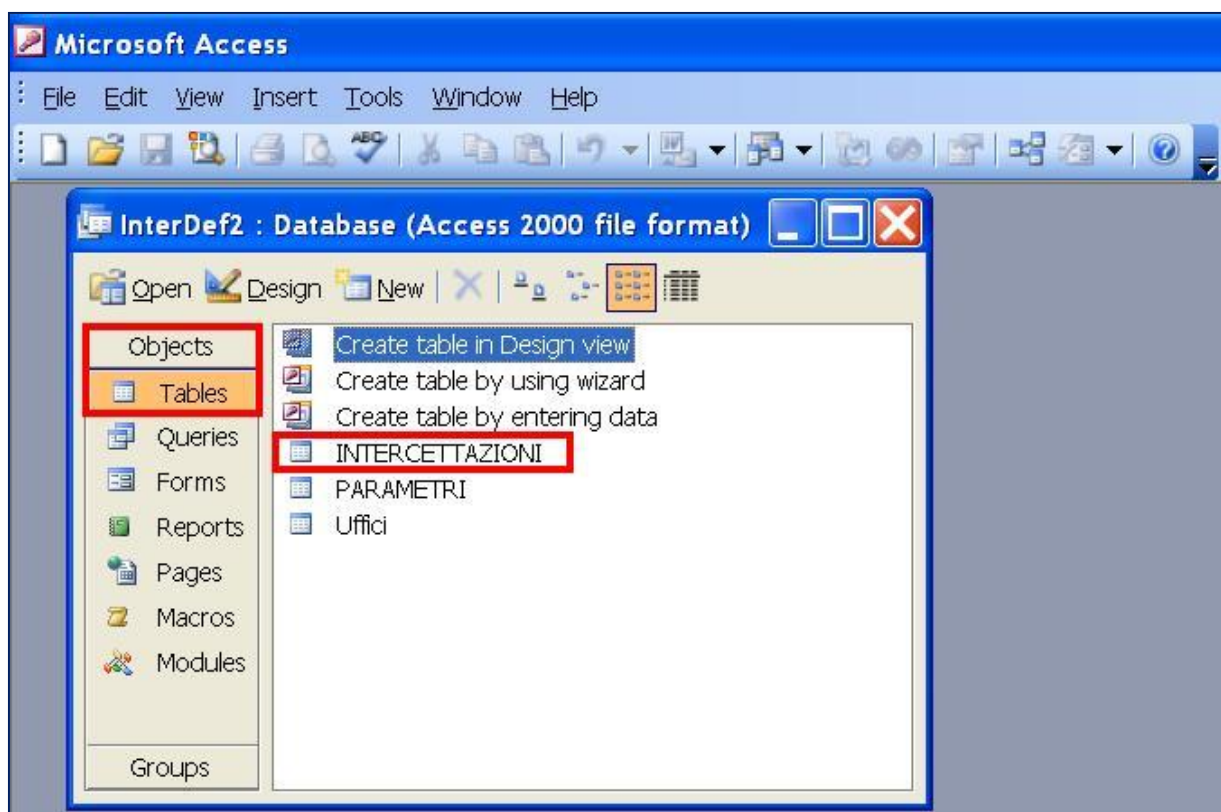 Microsoft Access
File Edit View Insert Tools Window Help
ABC
InterDef2 : Database (Access 2000 file format)
Open Design New
Objects
Tables
Queries
Forms
Reports
Pages
Macros
Modules
Groups
Create table in Design view
Create table by using wizard
Create table by entering data
INTERCETTAZIONI
PARAMETRI
Uffici